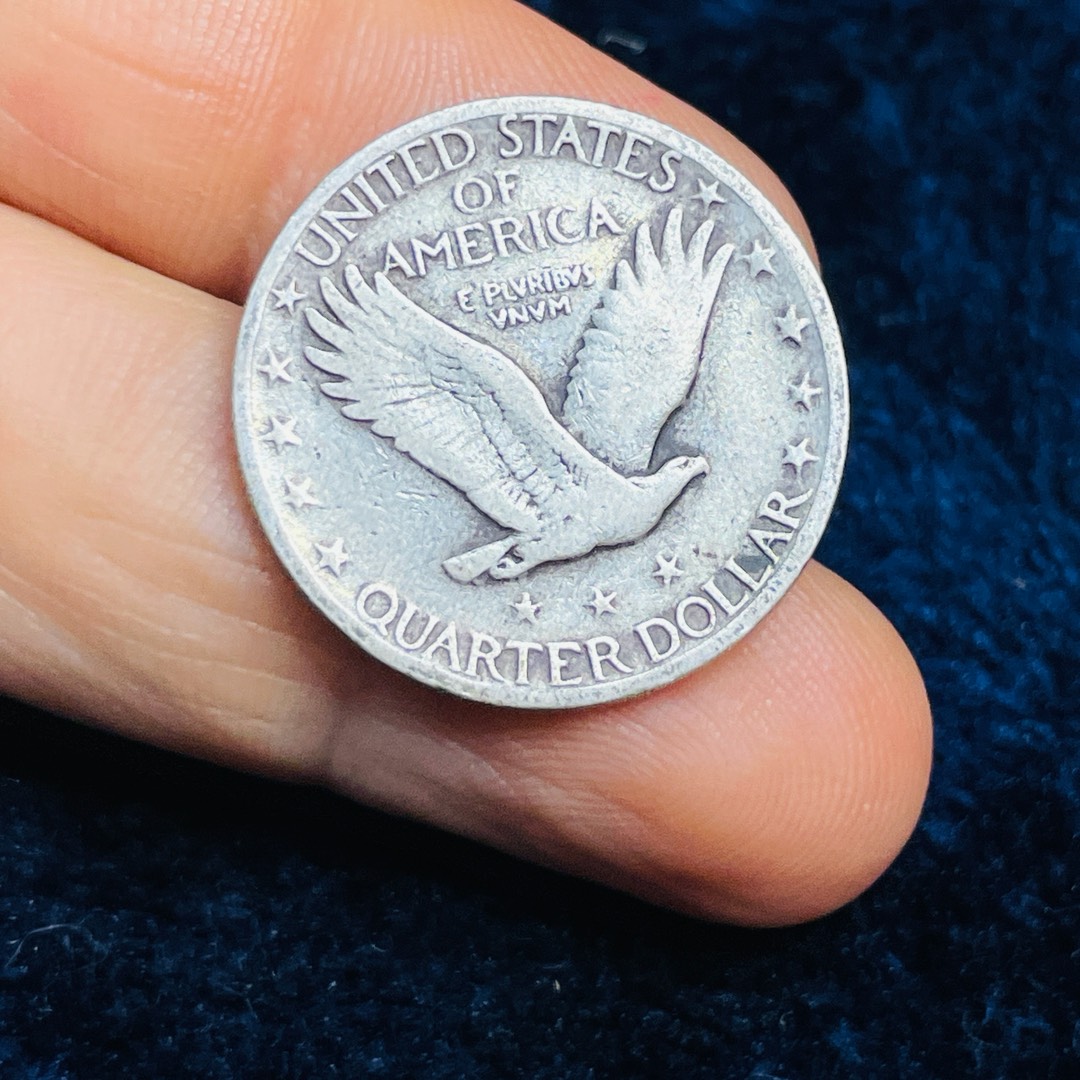 UNITED STATES
OF
AMERICA
E PLVRIBVS
VNVM
QUARTER DOLLAR